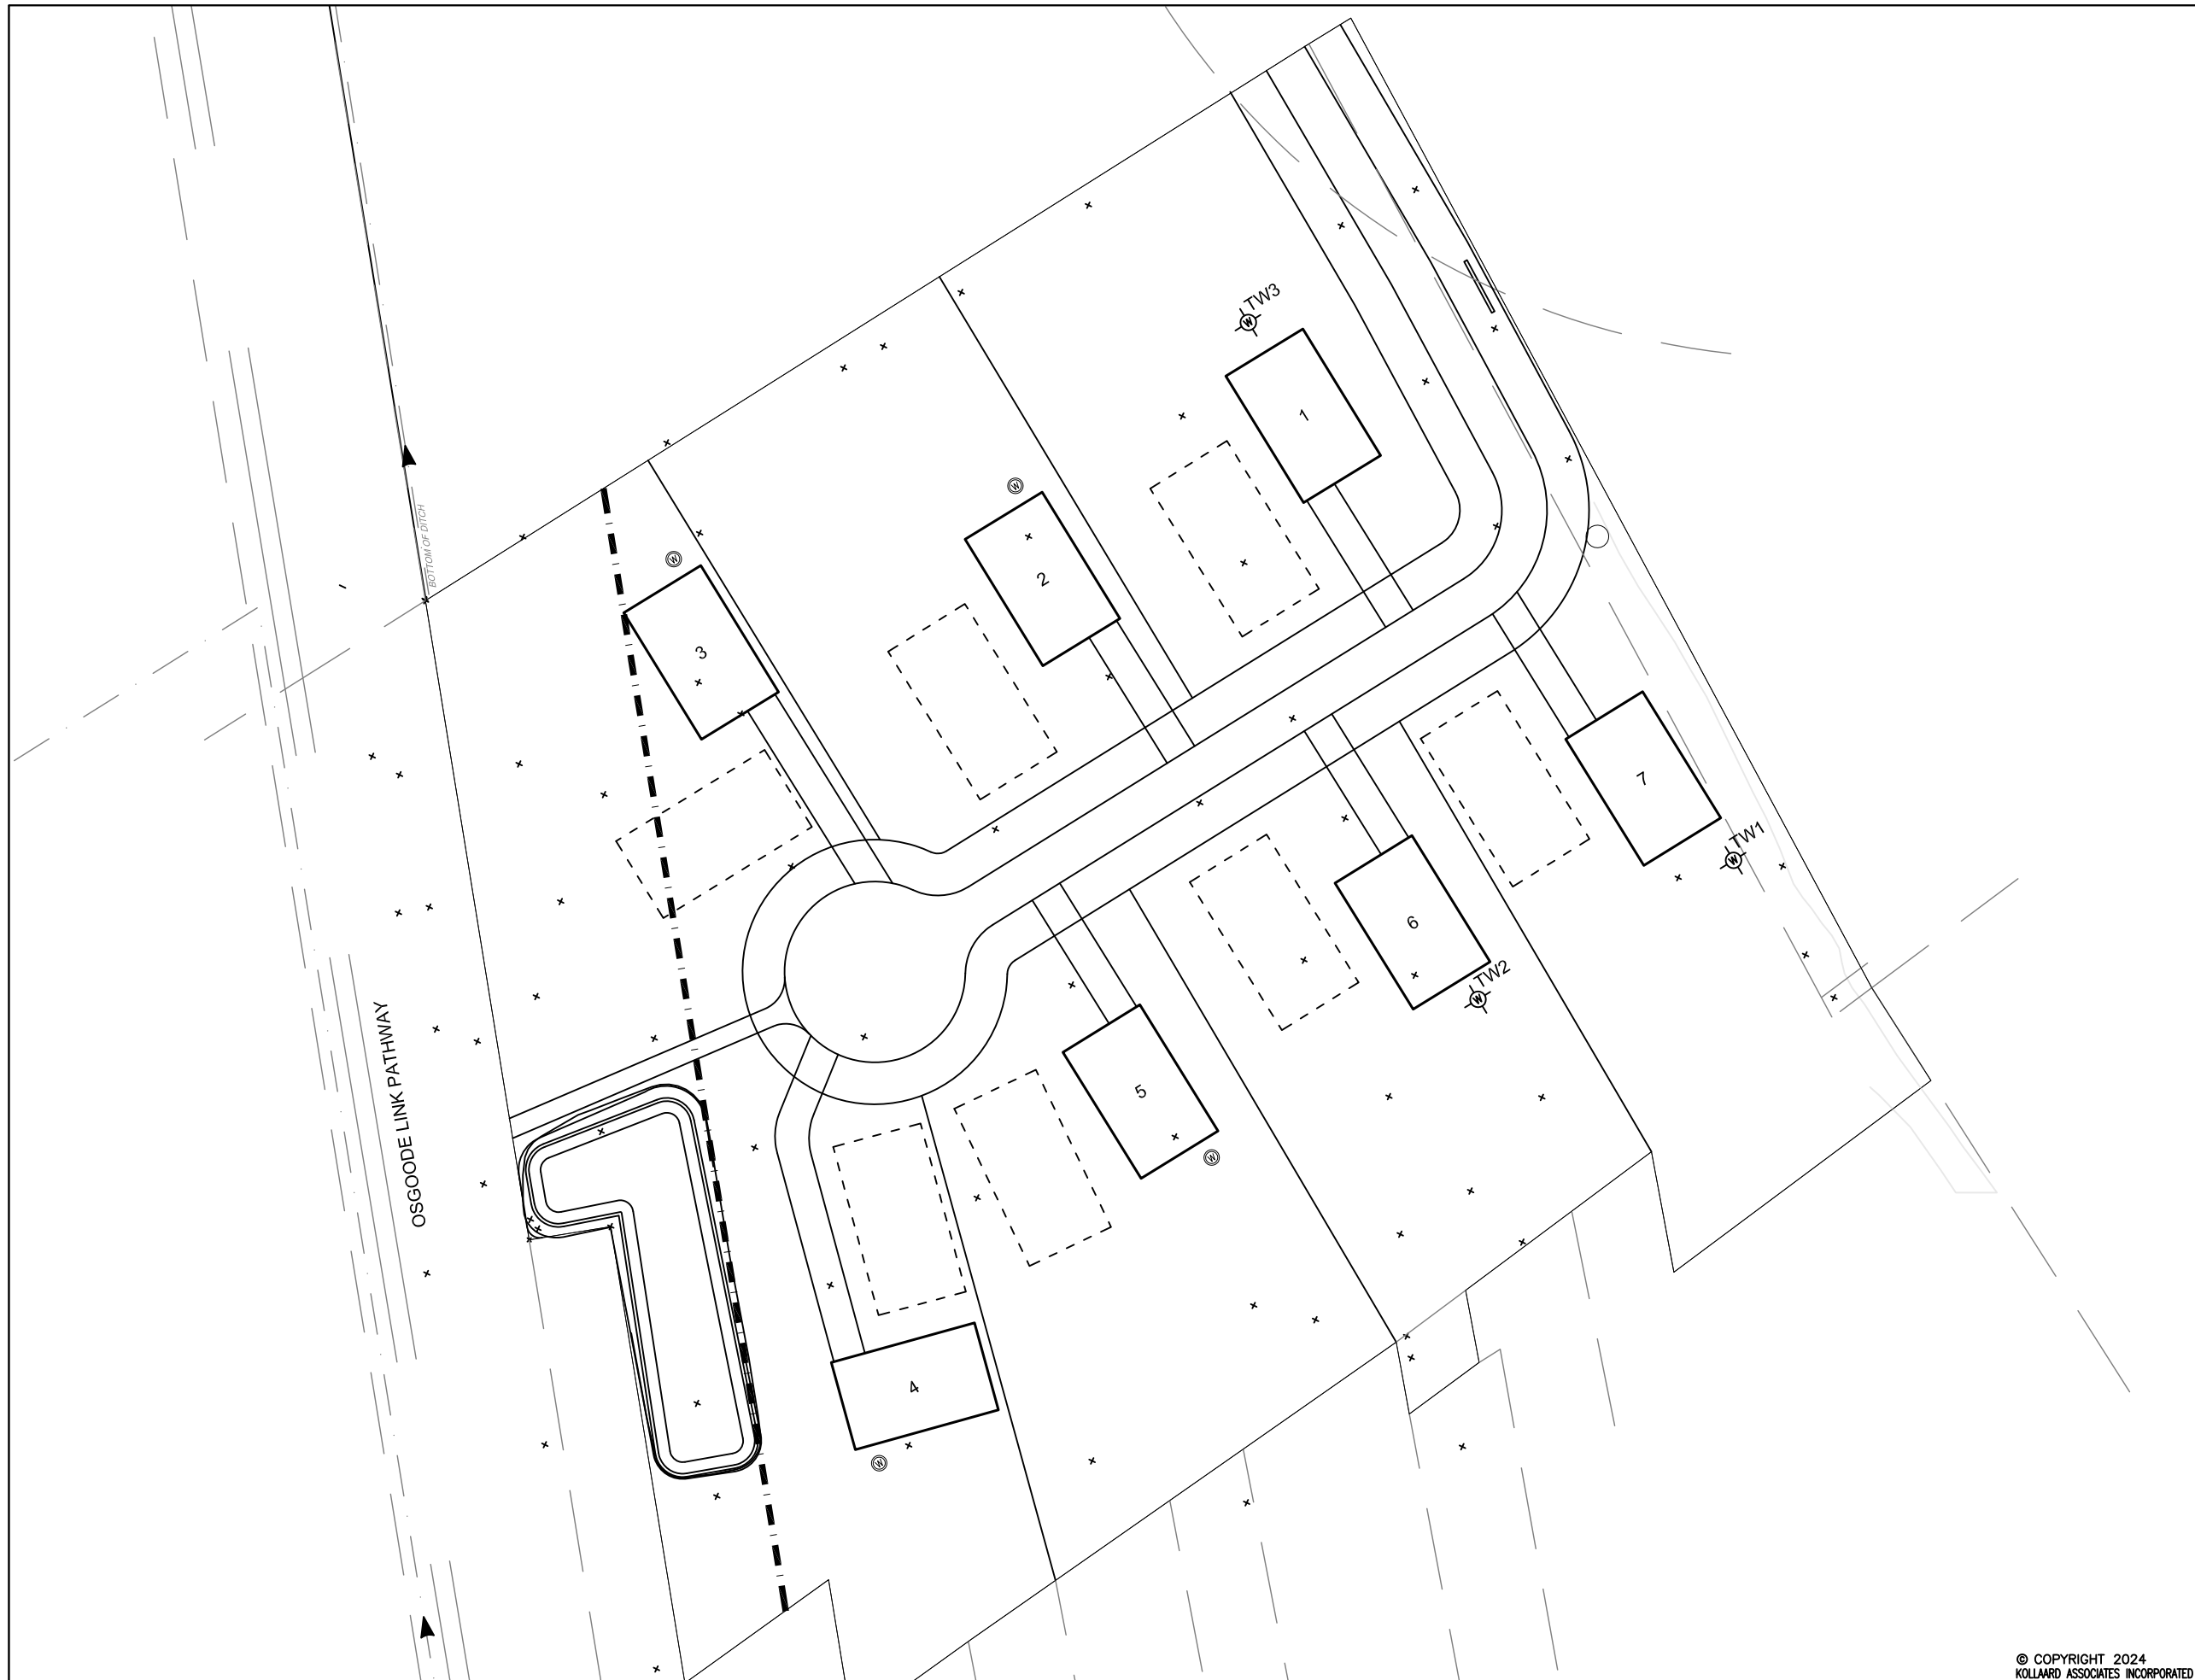 TW3
1
BOTTOM OF DITCH
W
2
W
3
7
TW1
6
TW2
OSGOODE LINK PATHWAY
5
W
4
W
© COPYRIGHT 2024
KOLLAARD ASSOCIATES INCORPORATED